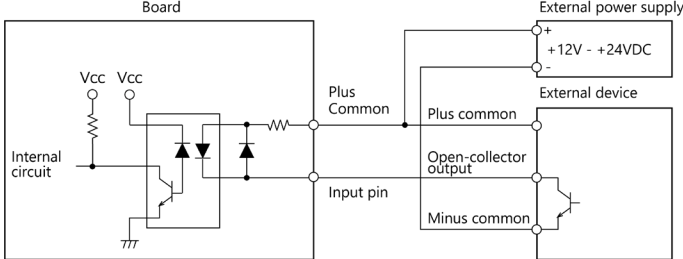 Board
External power supply
+
+12V - +24VDC
-
External device
Vcc
Vcc
Plus
Common
Plus common
Internal
circuit
Open-collector
output
Input pin
Minus common